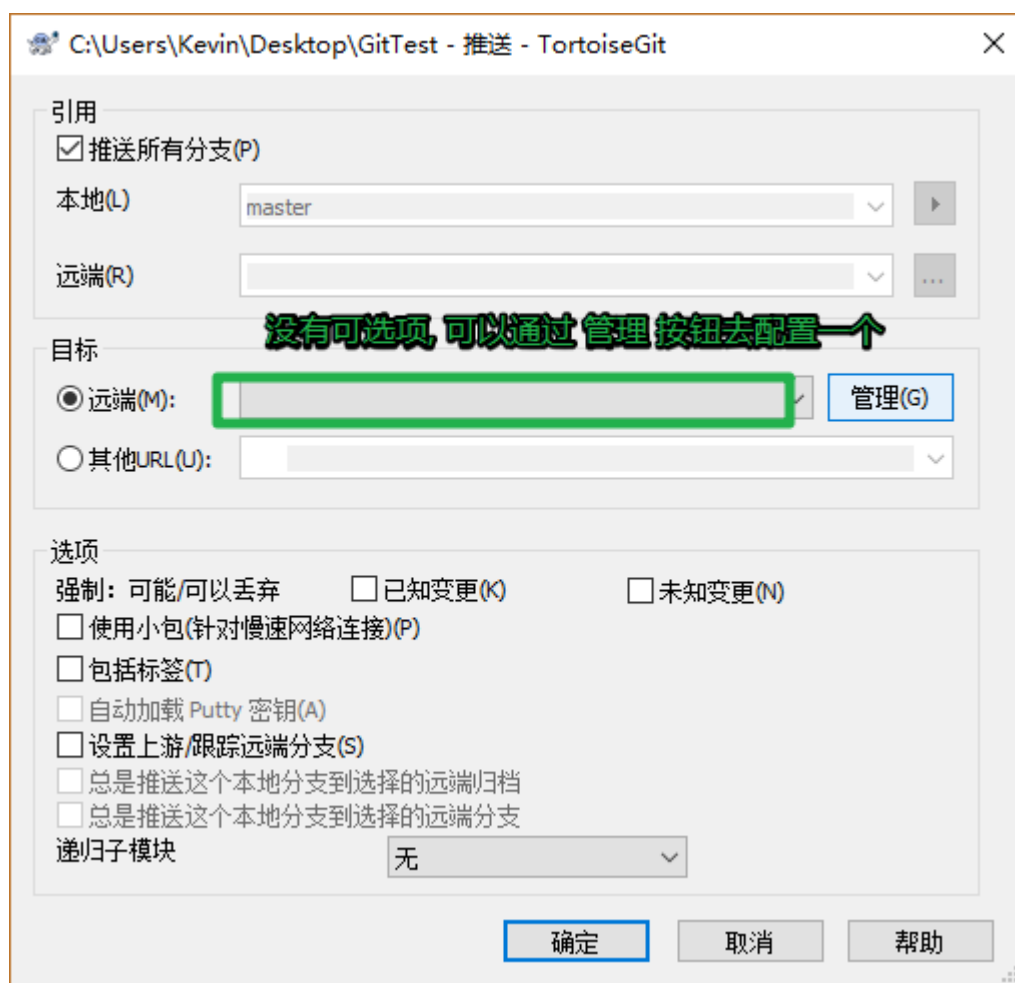 C:\Users\Kevin\Desktop\GitTest - 推送 - TortoiseGit
引用
推送所有分支(P)
本地(L)
master
远端(R)
...
没有可选项, 可以通过 管理 按钮去配置一个
目标
远端(M):
管理(G)
其他URL(U):
选项
强制：可能/可以丢弃 已知变更(K) 未知变更(N)
使用小包(针对慢速网络连接)(P)
包括标签(T)
自动加载 Putty 密钥(A)
设置上游/跟踪远端分支(S)
总是推送这个本地分支到选择的远端归档
总是推送这个本地分支到选择的远端分支
递归子模块
无
确定 取消 帮助